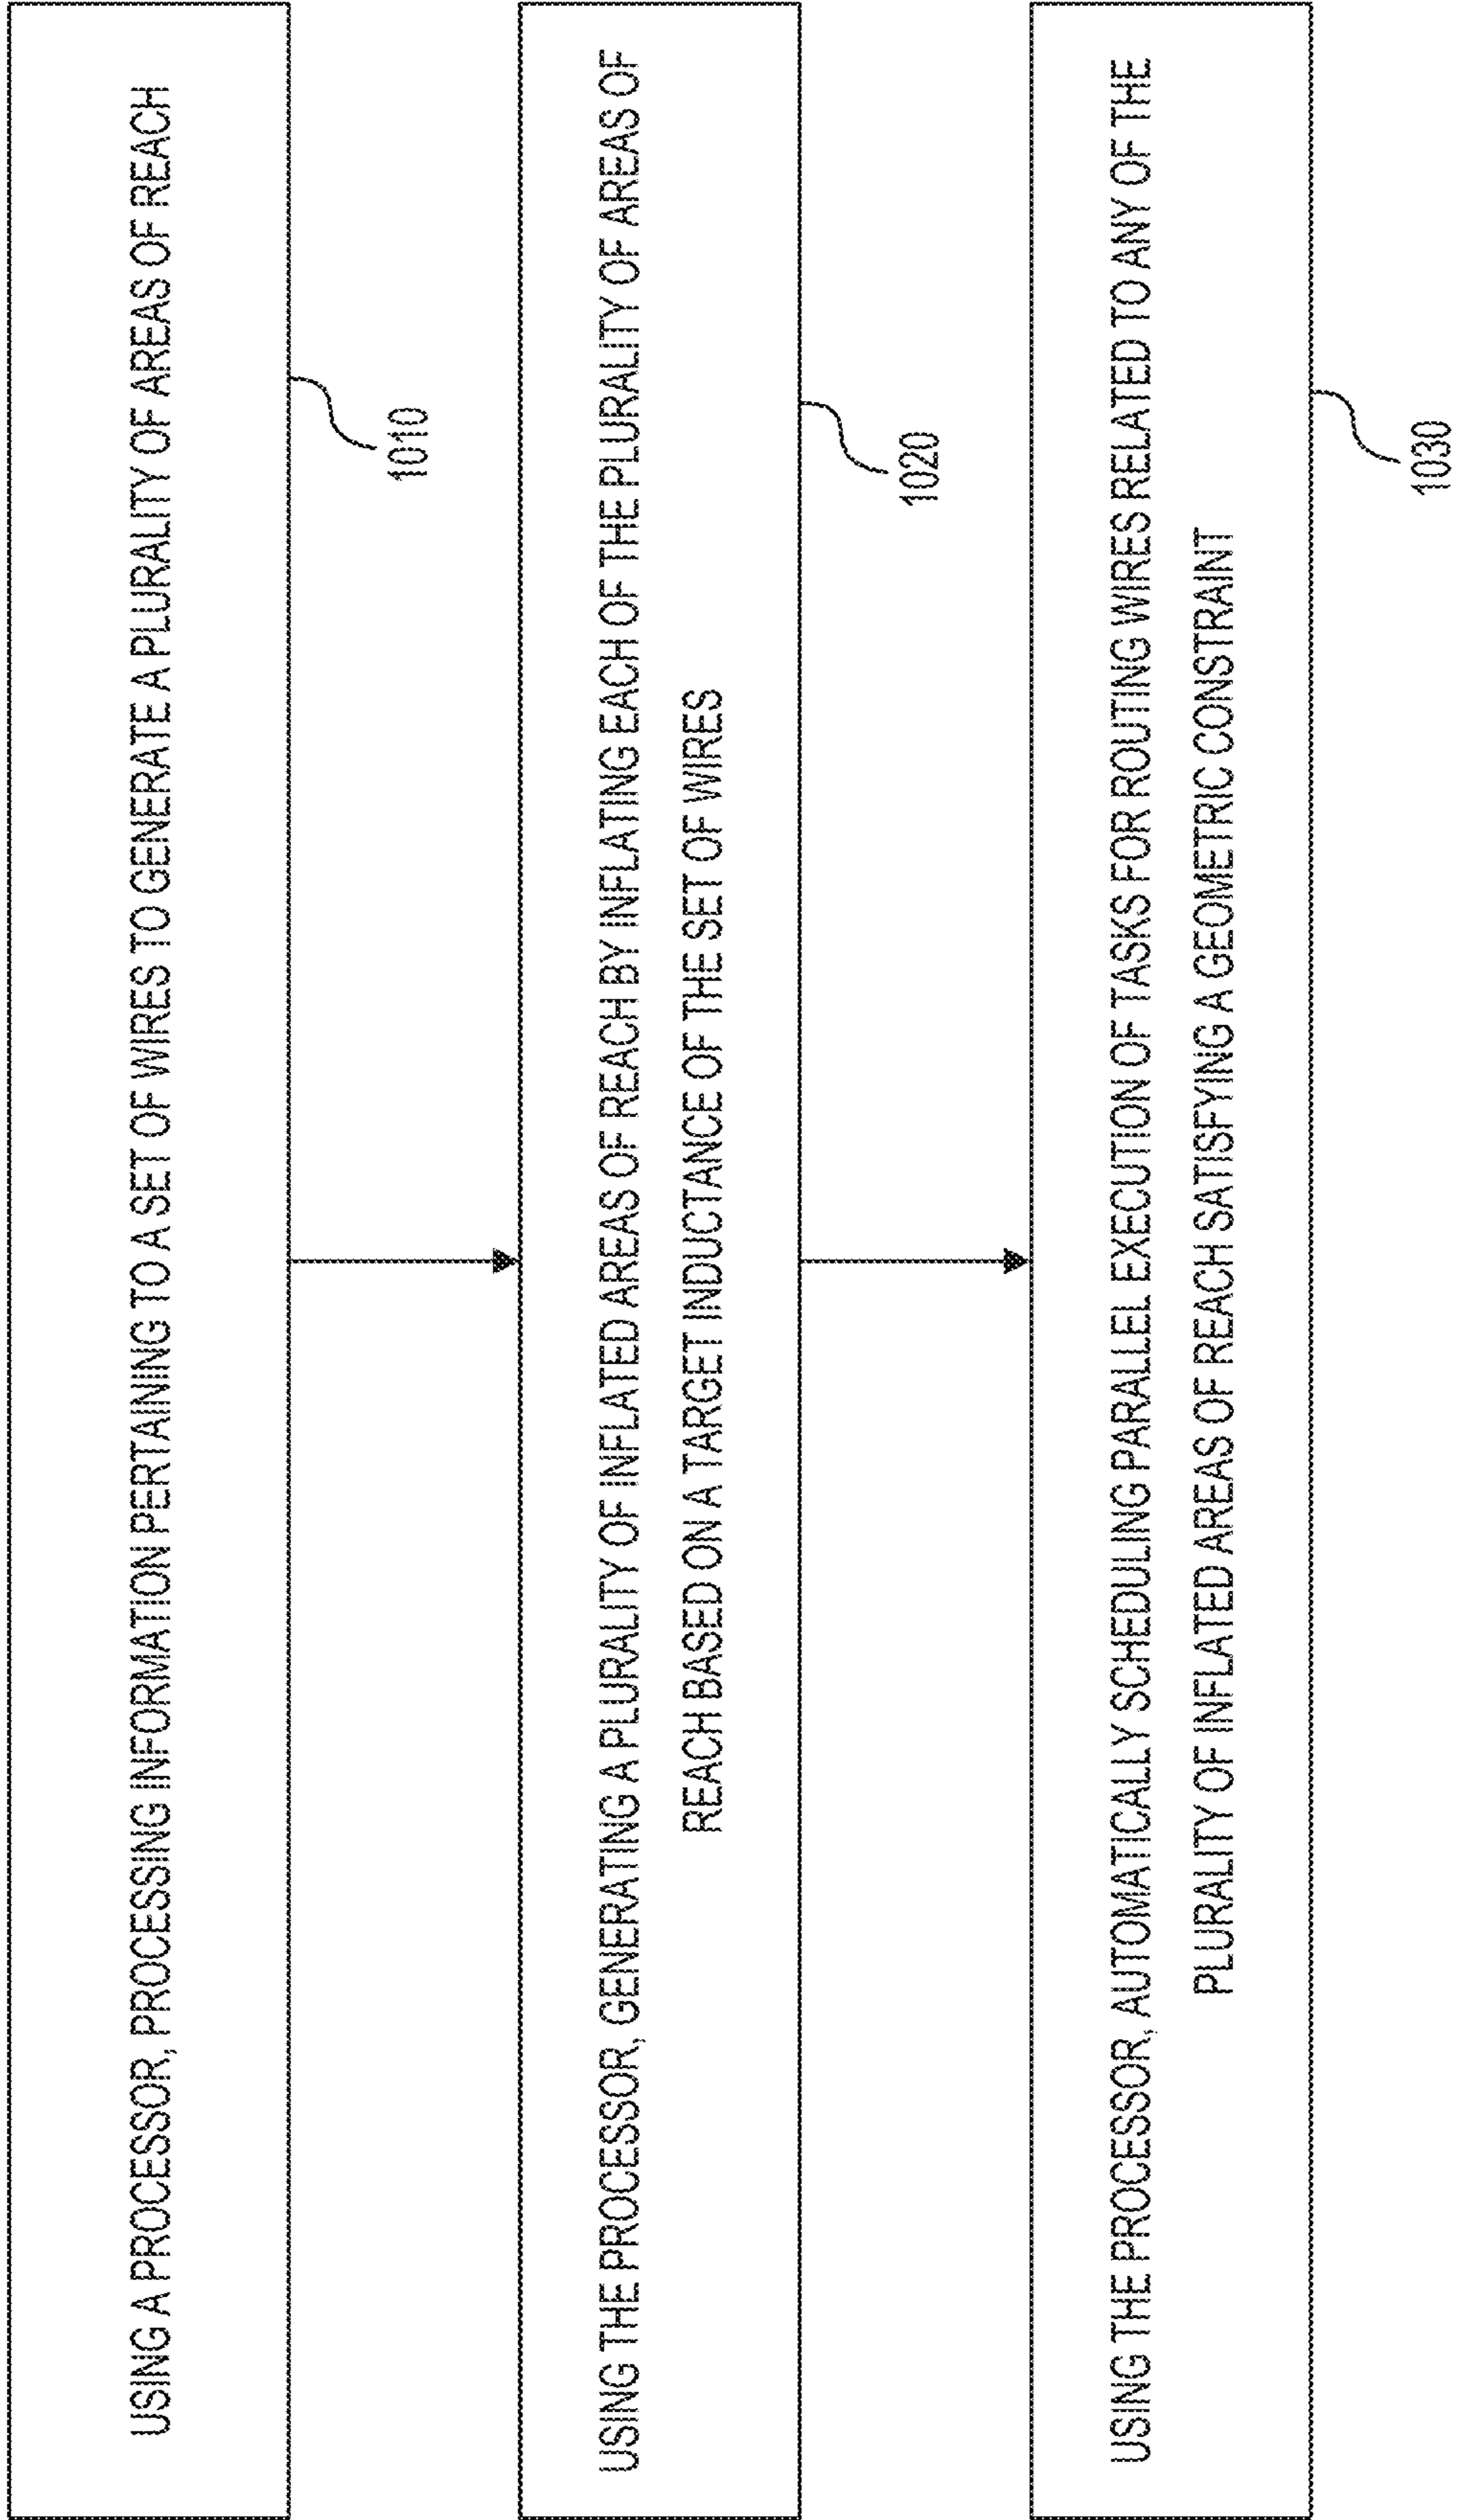 USING A PROCESSOR, PROCESSING INFORMATION PERTAINING TO A SET OF WIRES TO GENERATE A PLURALITY OF AREAS OF REACH
1010
USING THE PROCESSOR, GENERATING A PLURALITY OF INFLATED AREAS OF REACH BY INFLATING EACH OF THE PLURALITY OF AREAS OF
REACH BASED ON A TARGET INDUCTANCE OF THE SET OF WIRES
1020
USING THE PROCESSOR, AUTOMATICALLY SCHEDULING PARALLEL EXECUTION OF TASKS FOR ROUTING WIRES RELATED TO ANY OF THE
PLURALITY OF INFLATED AREAS OF REACH SATISFYING A GEOMETRIC CONSTRAINT
1030